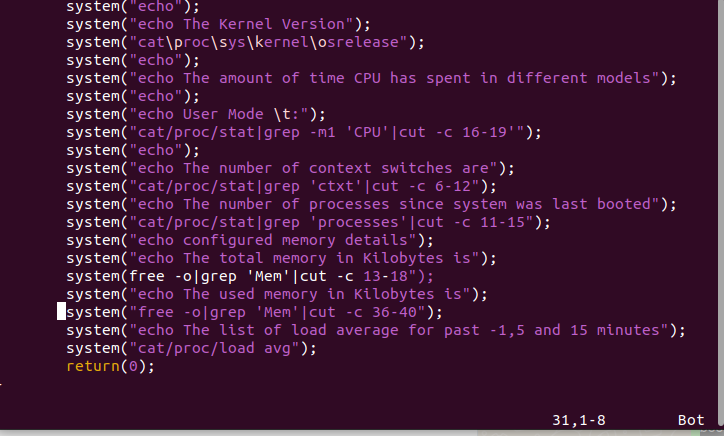 system("echo");
system("echo The Kernel Version");
system("cat\proc\sys\kernel\osrelease");
system("echo");
system("echo The amount of time CPU has spent in different models");
system("echo");
system("echo User Mode \t:");
system("cat/proc/stat|grep -m1 'CPU'|cut -c 16-19'");
system("echo");
system("echo The number of context switches are");
system("cat/proc/stat|grep 'ctxt'|cut -c 6-12");
system("echo The number of processes since system was last booted");
system("cat/proc/stat|grep 'processes'|cut -c 11-15");
system("echo configured memory details");
system("echo The total memory in Kilobytes is");
system(free -o|grep 'Mem'|cut -c 13-18");
system("echo The used memory in Kilobytes is");
system("free -o|grep 'Mem'|cut -c 36-40");
system("echo The list of load average for past -1,5 and 15 minutes");
system("cat/proc/load avg");
return(0);
31,1-8 Bot